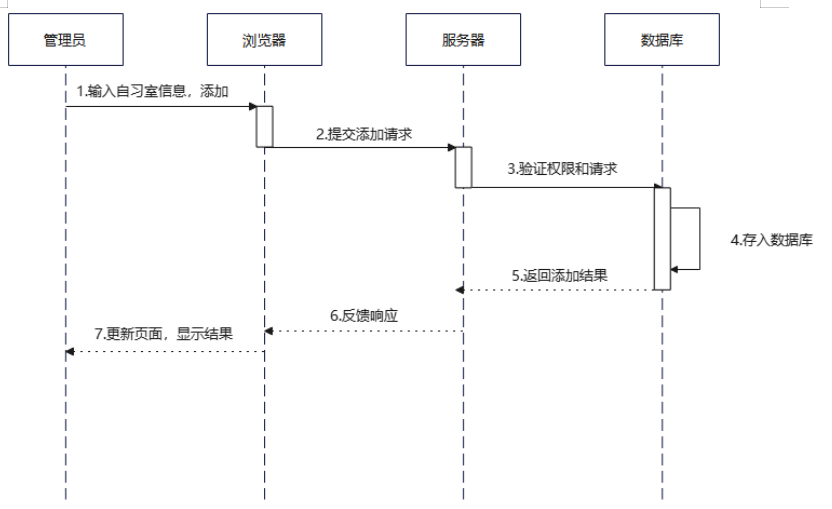 管理员
浏览器
服务器
数据库
1.输入自习室信息，添加
2.提交添加请求
3.验证权限和请求
4.存入数据库
5.返回添加结果
6.反馈响应
7.更新页面，显示结果